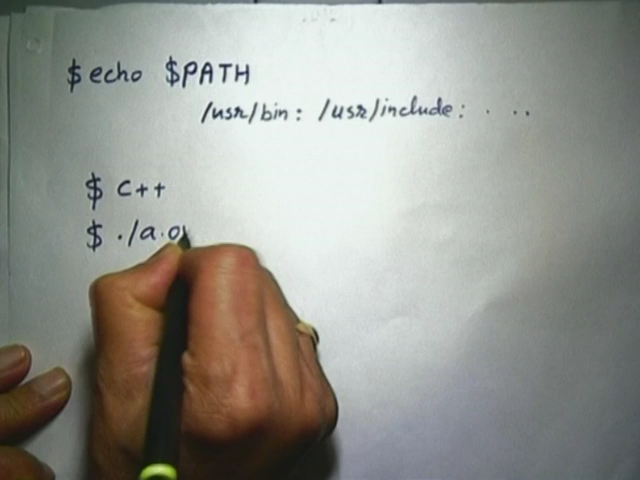 $ echo $PATH
/usr/bin : /usr/include : . . .
$ c++
$ ./a.o